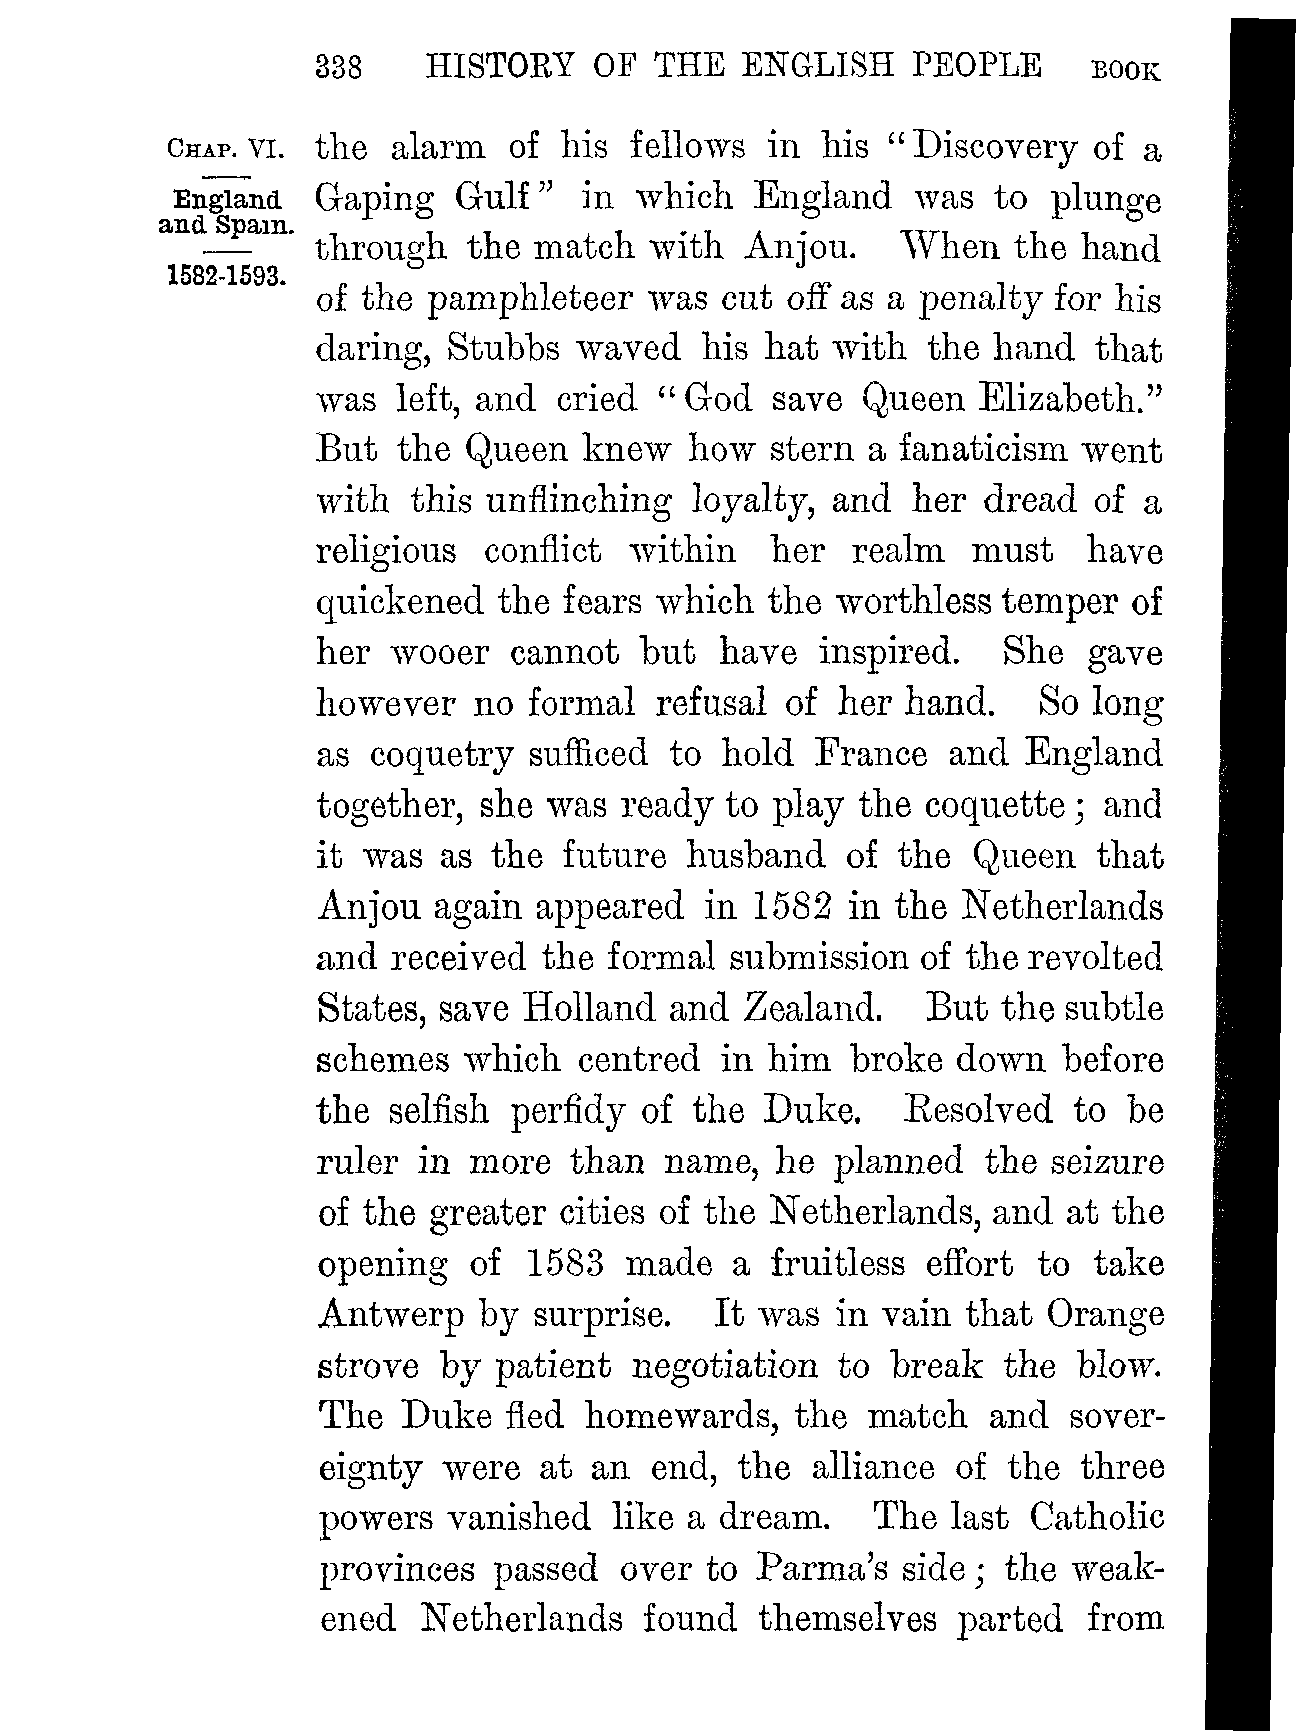 338 HISTORY OF THE ENGLISH PEOPLE BOOK
CHAP. VI.
England
and Spain.
1582-1593.
the alarm of his fellows in his “Discovery of a
Gaping Gulf” in which England was to plunge
through the match with Anjou. When the hand
of the pamphleteer was cut off as a penalty for his
daring, Stubbs waved his hat with the hand that
was left, and cried “God save Queen Elizabeth.”
But the Queen knew how stern a fanaticism went
with this unflinching loyalty, and her dread of a
religious conflict within her realm must have
quickened the fears which the worthless temper of
her wooer cannot but have inspired. She gave
however no formal refusal of her hand. So long
as coquetry sufficed to hold France and England
together, she was ready to play the coquette; and
it was as the future husband of the Queen that
Anjou again appeared in 1582 in the Netherlands
and received the formal submission of the revolted
States, save Holland and Zealand. But the subtle
schemes which centred in him broke down before
the selfish perfidy of the Duke. Resolved to be
ruler in more than name, he planned the seizure
of the greater cities of the Netherlands, and at the
opening of 1583 made a fruitless effort to take
Antwerp by surprise. It was in vain that Orange
strove by patient negotiation to break the blow.
The Duke fled homewards, the match and sover-
eignty were at an end, the alliance of the three
powers vanished like a dream. The last Catholic
provinces passed over to Parma’s side; the weak-
ened Netherlands found themselves parted from